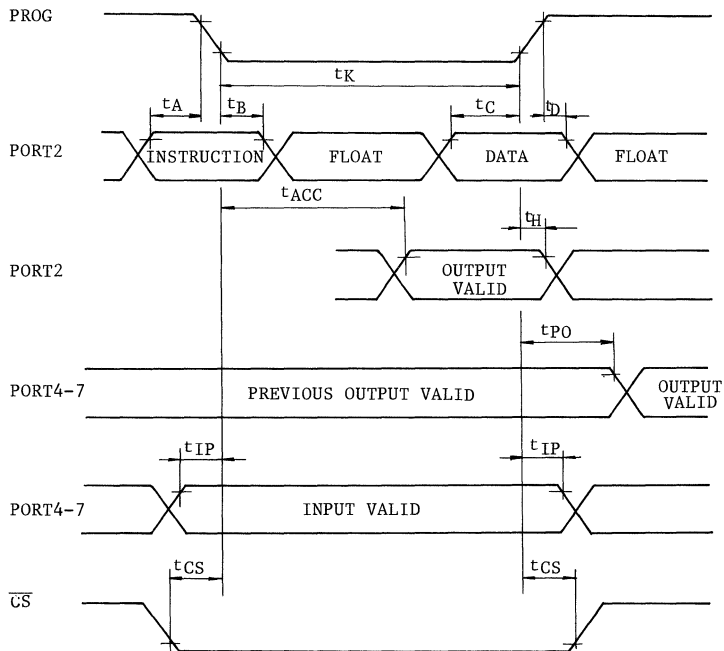 PROG
tK
tA
tB
tC
tD
PORT2
INSTRUCTION
FLOAT
DATA
FLOAT
tACC
tH
PORT2
OUTPUT
VALID
tPO
PORT4-7
PREVIOUS OUTPUT VALID
OUTPUT
VALID
tIP
tIP
PORT4-7
INPUT VALID
tCS
tCS
CS